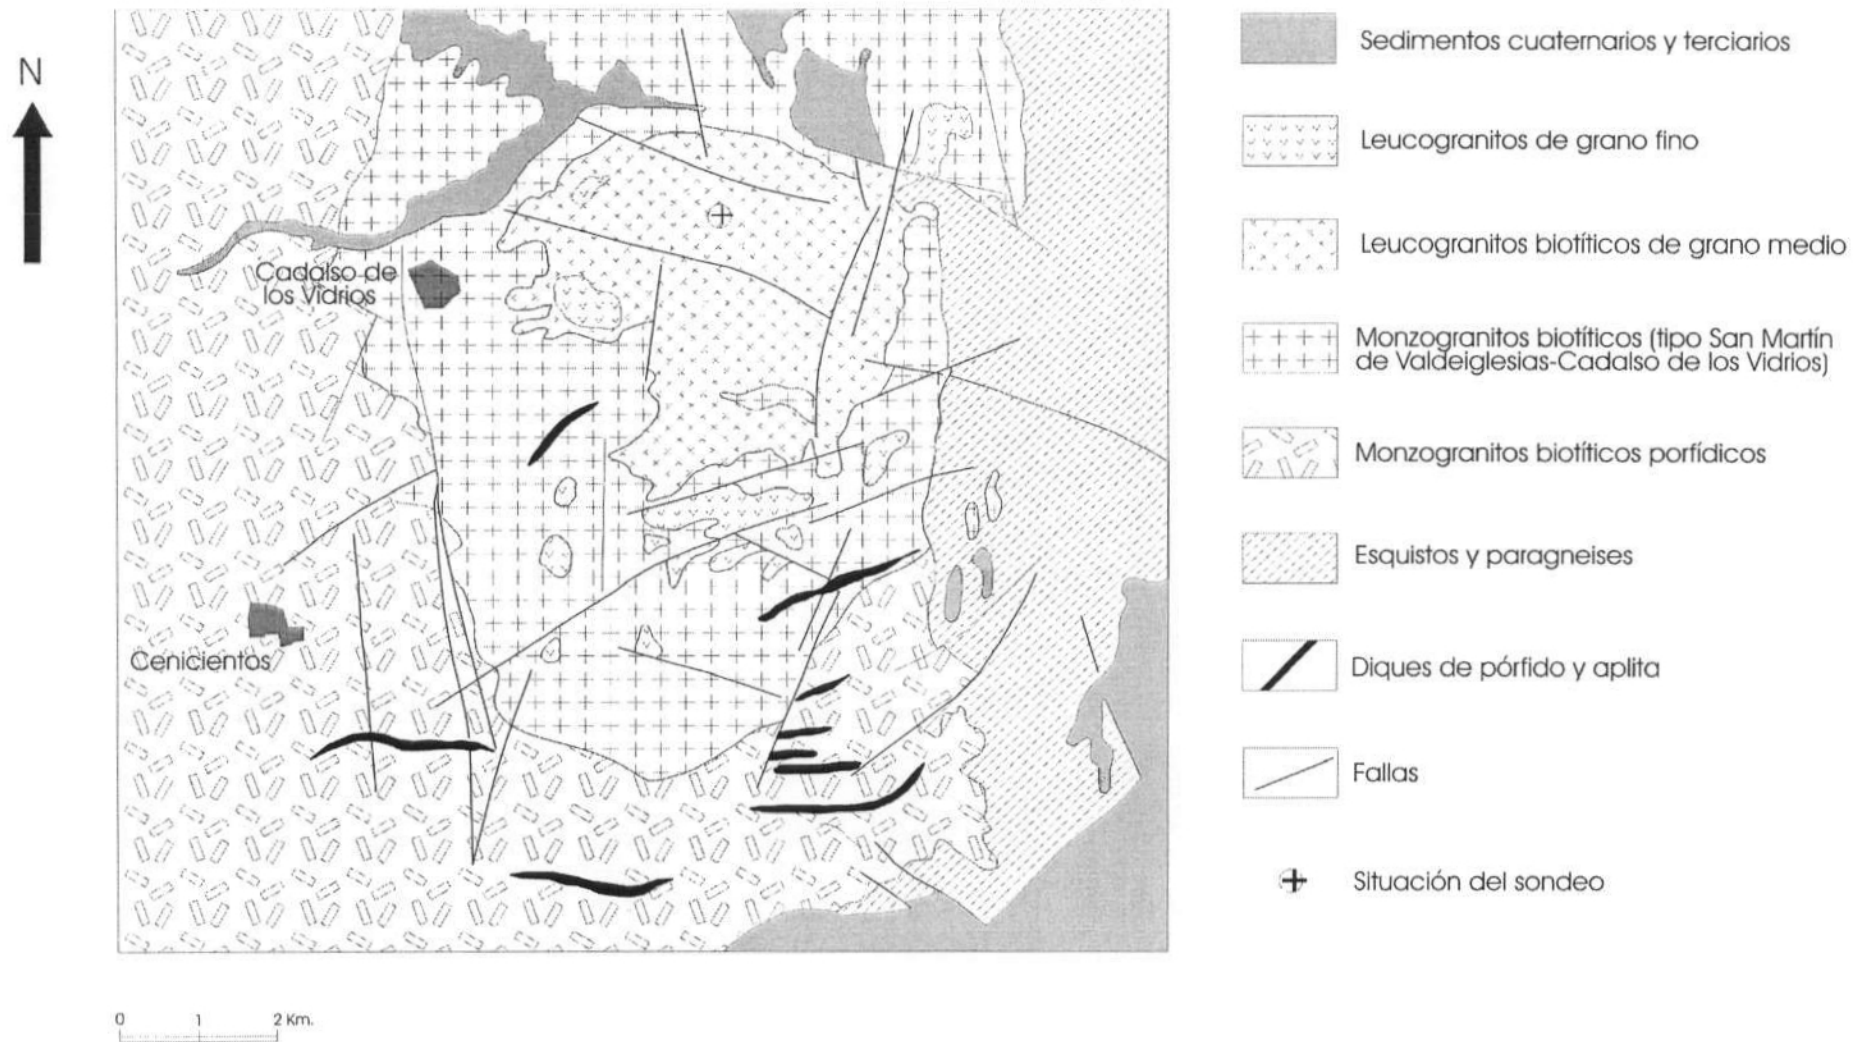 N
Cadalso de
los Vidrios
Cenicientos
0 1 2 Km.
Sedimentos cuaternarios y terciarios
Leucogranitos de grano fino
Leucogranitos biotíticos de grano medio
Monzogranitos biotíticos (tipo San Martín
de Valdeiglesias-Cadalso de los Vidrios)
Monzogranitos biotíticos porfídicos
Esquistos y paragneises
Diques de pórfido y aplita
Fallas
Situación del sondeo